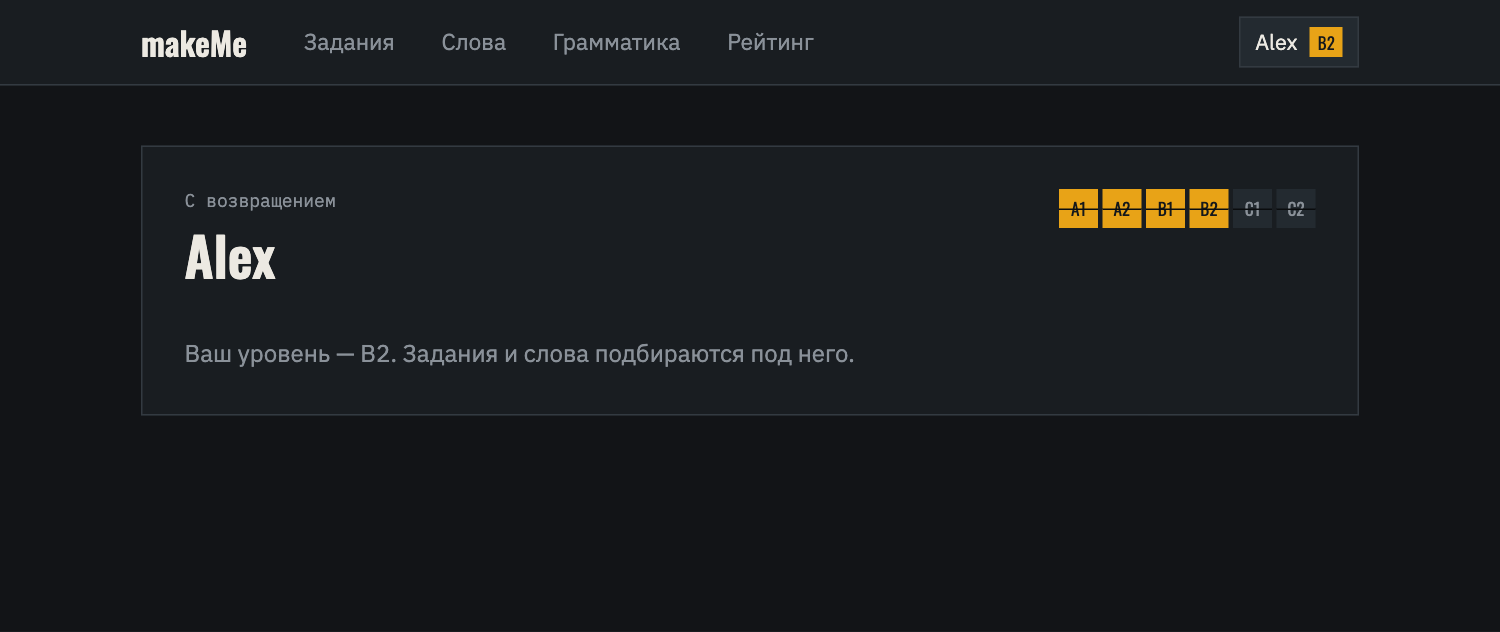 makeMe Задания Слова Грамматика Рейтинг Alex B2
С возвращением
A1 A2 B1 B2 C1 C2
Alex
Ваш уровень — B2. Задания и слова подбираются под него.